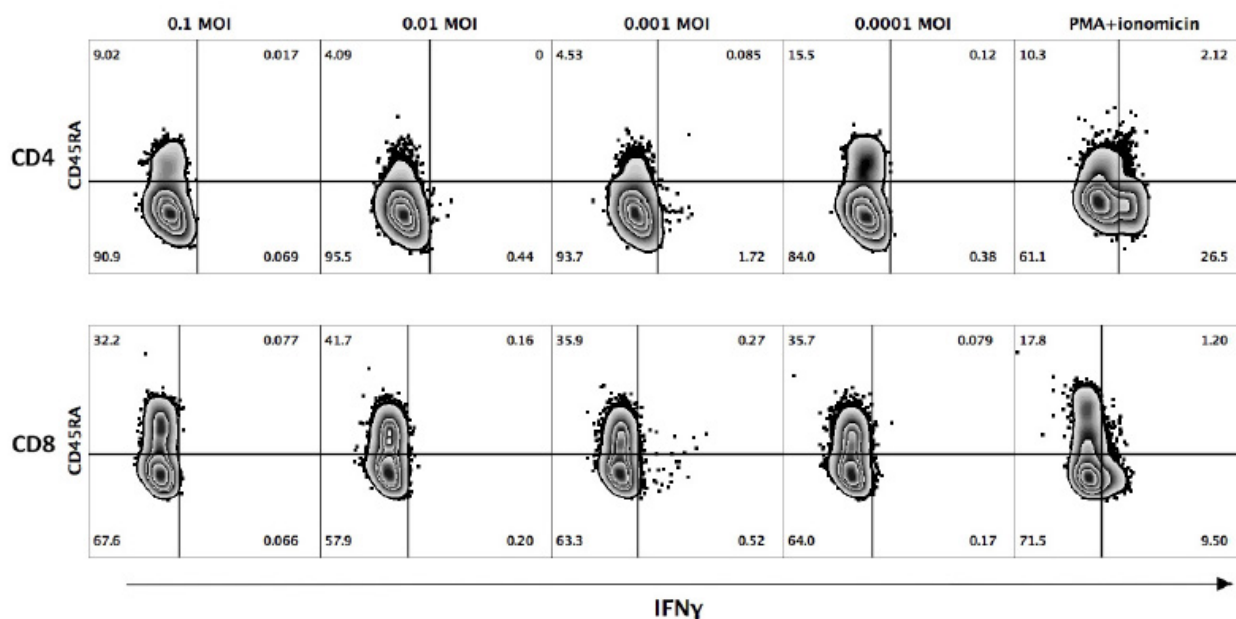 0.1 MOI 0.01 MOI 0.001 MOI 0.0001 MOI PMA+ionomicin
9.02 0.017 4.09 0 4.53 0.085 15.5 0.12 10.3 2.12
CD4 CD45RA
90.9 0.069 95.5 0.44 93.7 1.72 84.0 0.38 61.1 26.5
32.2 0.077 41.7 0.16 35.9 0.27 35.7 0.079 17.8 1.20
CD8 CD45RA
67.6 0.066 57.9 0.20 63.3 0.52 64.0 0.17 71.5 9.50
IFNγ